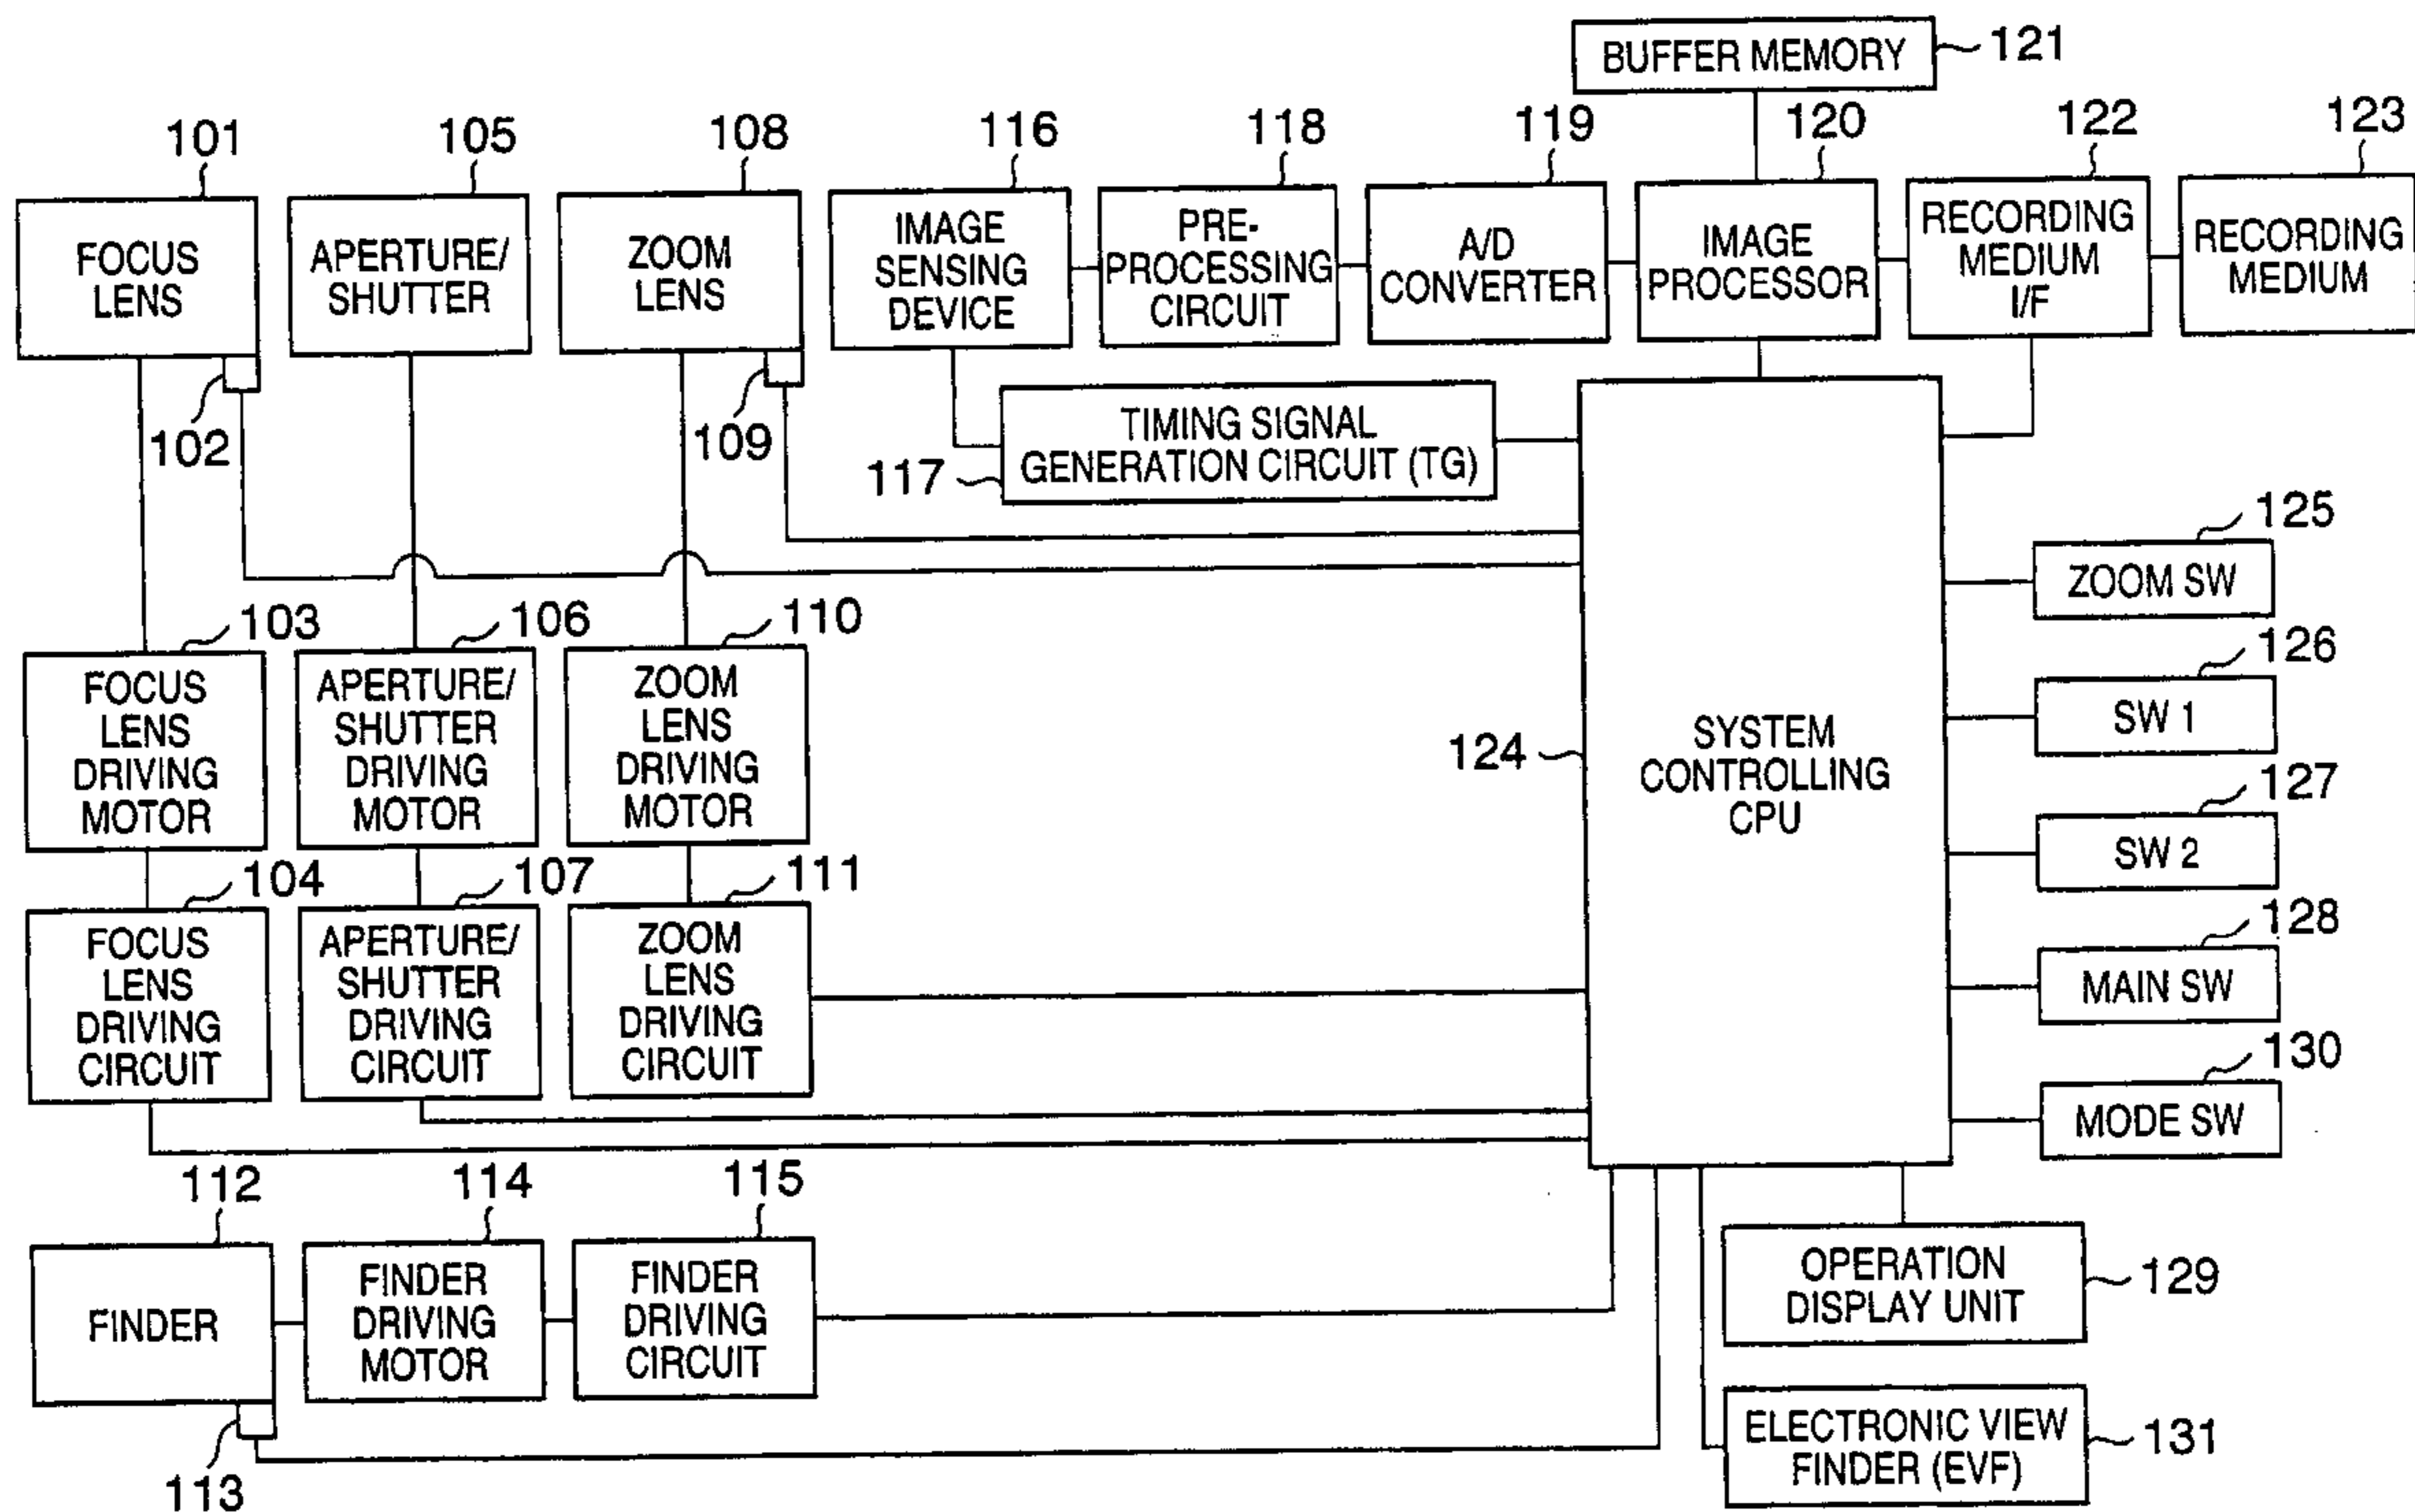 BUFFER MEMORY
121
101
105
108
116
118
119
120
122
123
FOCUS
LENS
APERTURE/
SHUTTER
ZOOM
LENS
IMAGE
SENSING
DEVICE
PRE-
PROCESSING
CIRCUIT
A/D
CONVERTER
IMAGE
PROCESSOR
RECORDING
MEDIUM
I/F
RECORDING
MEDIUM
102
109
117
TIMING SIGNAL
GENERATION CIRCUIT (TG)
125
ZOOM SW
103
106
110
FOCUS
LENS
DRIVING
MOTOR
APERTURE/
SHUTTER
DRIVING
MOTOR
ZOOM
LENS
DRIVING
MOTOR
124
SYSTEM
CONTROLLING
CPU
126
SW 1
127
SW 2
104
107
111
FOCUS
LENS
DRIVING
CIRCUIT
APERTURE/
SHUTTER
DRIVING
CIRCUIT
ZOOM
LENS
DRIVING
CIRCUIT
128
MAIN SW
130
MODE SW
112
114
115
FINDER
FINDER
DRIVING
MOTOR
FINDER
DRIVING
CIRCUIT
OPERATION
DISPLAY UNIT
129
113
ELECTRONIC VIEW
FINDER (EVF)
131